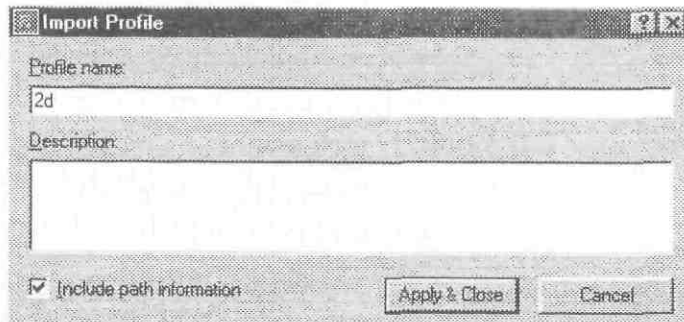 Import Profile
Profile name:
2d
Description:
Include path information
Apply & Close
Cancel